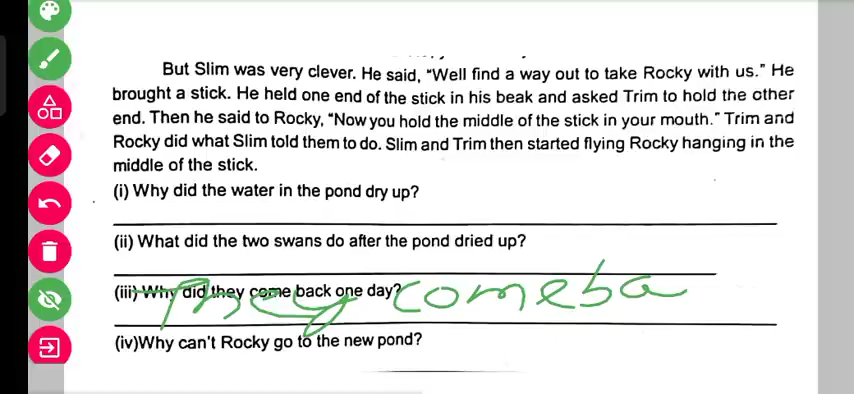 But Slim was very clever. He said, "Well find a way out to take Rocky with us." He
brought a stick. He held one end of the stick in his beak and asked Trim to hold the other
end. Then he said to Rocky, "Now you hold the middle of the stick in your mouth." Trim and
Rocky did what Slim told them to do. Slim and Trim then started flying Rocky hanging in the
middle of the stick.
(i) Why did the water in the pond dry up?
(ii) What did the two swans do after the pond dried up?
(iii) Why did they come back one day?
They comeba
(iv)Why can't Rocky go to the new pond?